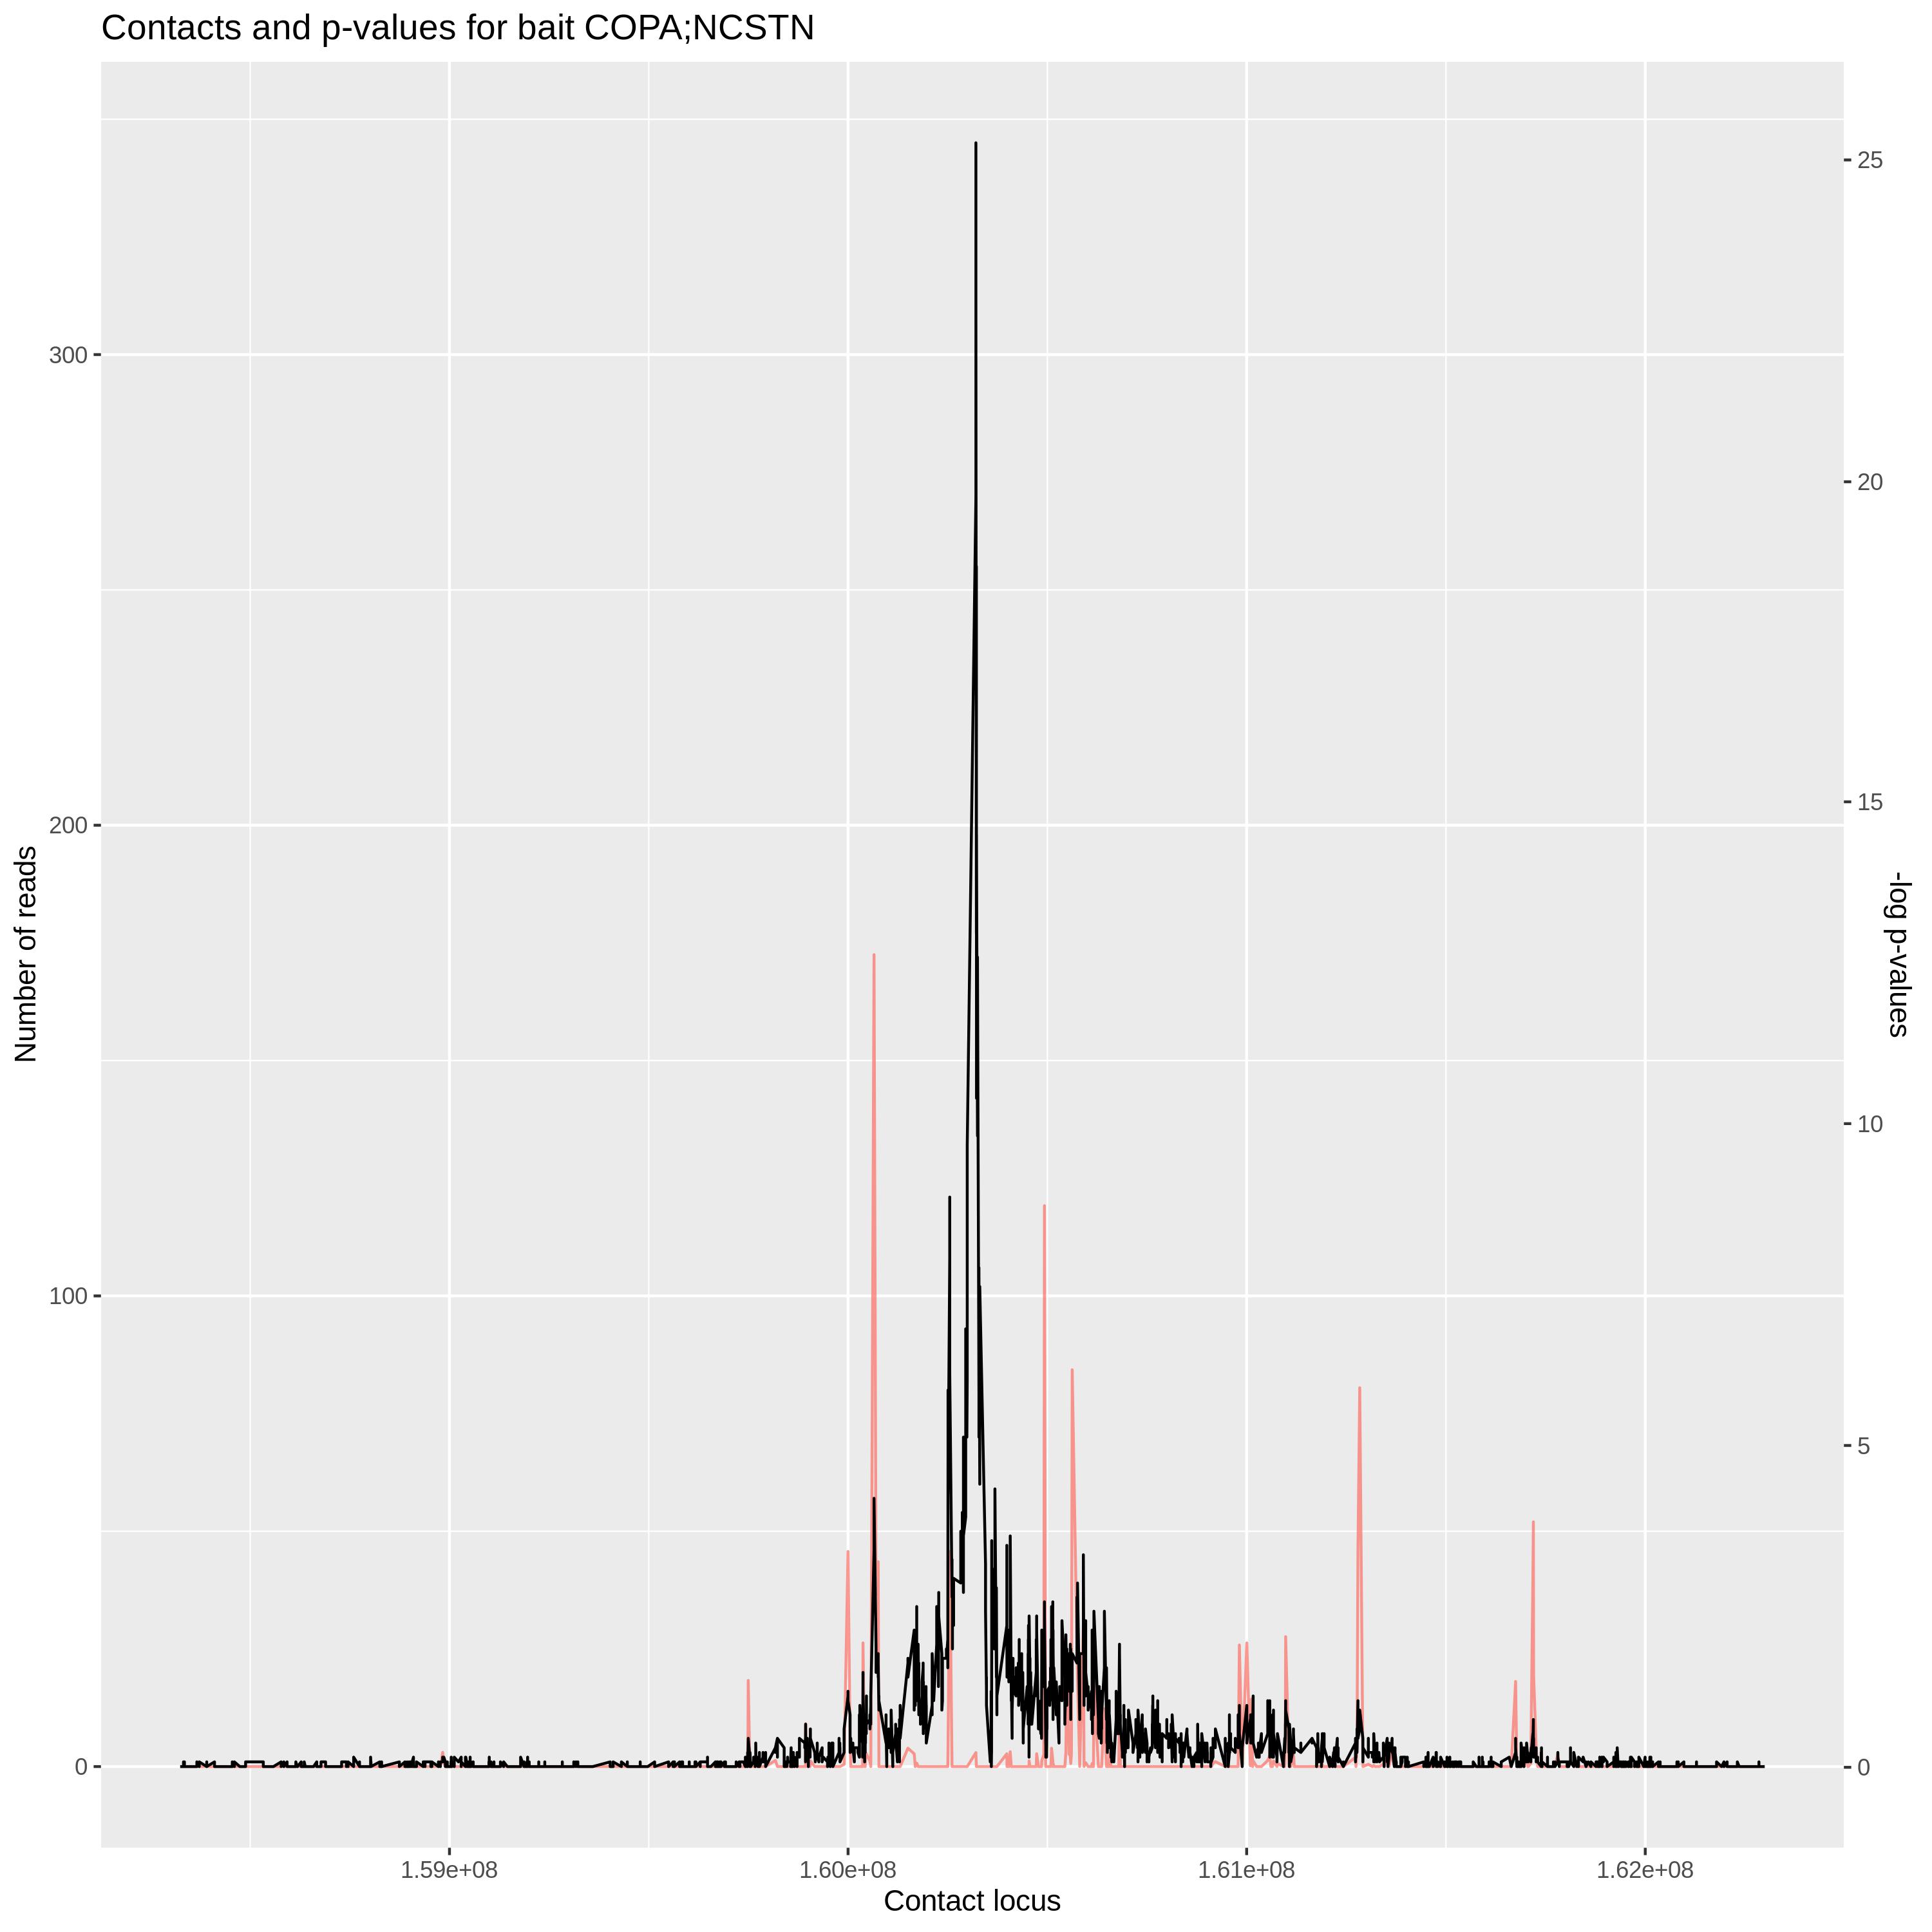 Contacts and p-values for bait COPA;NCSTN
Number of reads
300
200
100
0
25
20
15
10
5
0
-log p-values
1.59e+08 1.60e+08 1.61e+08 1.62e+08
Contact locus